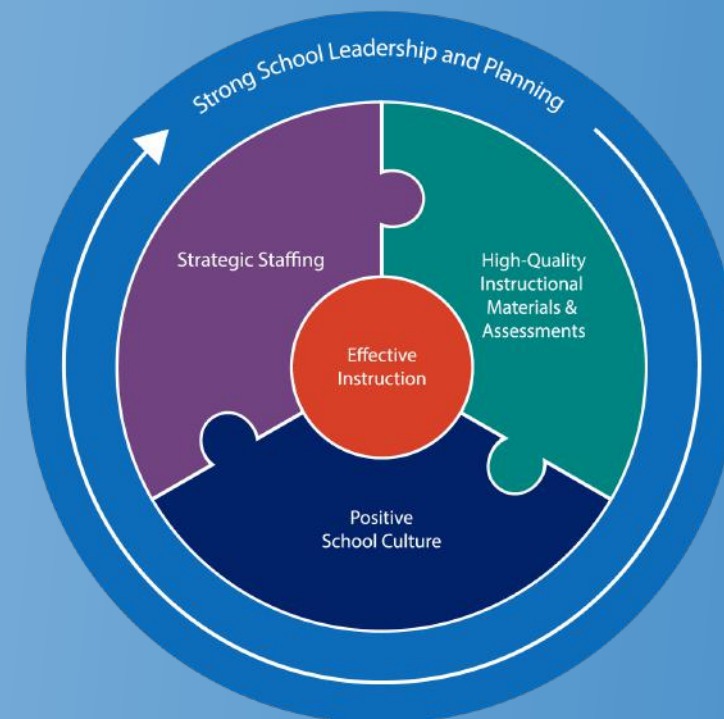 Strong School Leadership and Planning
Strategic Staffing
High-Quality
Instructional
Materials &
Assessments
Effective
Instruction
Positive
School Culture